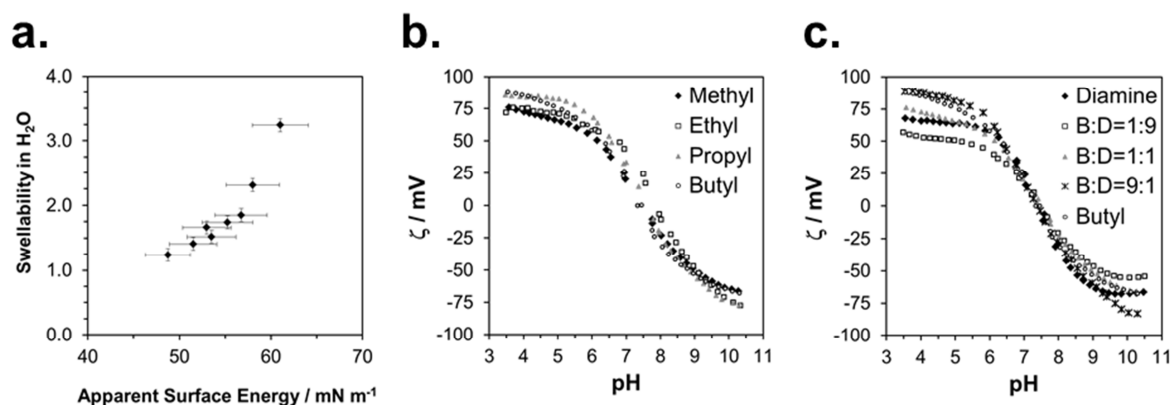 a.
4.0
3.0
2.0
1.0
0.0
40 50 60 70
Swellability in H2O
Apparent Surface Energy / mN m-1
b.
100
75
50
25
0
-25
-50
-75
-100
ζ / mV
3 4 5 6 7 8 9 10 11
pH
Methyl
Ethyl
Propyl
Butyl
c.
100
75
50
25
0
-25
-50
-75
-100
ζ / mV
3 4 5 6 7 8 9 10 11
pH
Diamine
B:D=1:9
B:D=1:1
B:D=9:1
Butyl